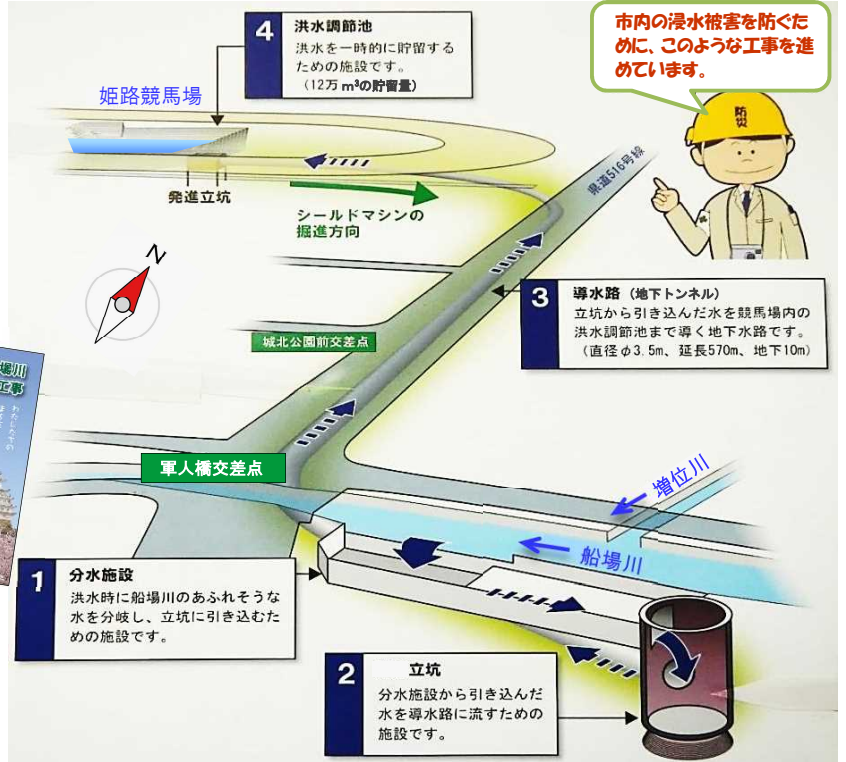 市内の浸水被害を防ぐた
めに、このような工事を進
めています。
4
洪水調節池
洪水を一時的に貯留する
ための施設です。
(12万m³の貯留量)
姫路競馬場
防災
発進立坑
シールドマシンの
掘進方向
県道516号線
N
3
導水路(地下トンネル)
立坑から引き込んだ水を競馬場内の
洪水調節池まで導く地下水路です。
(直径φ3.5m、延長570m、地下10m)
城北公園前交差点
場川
工事
軍人橋交差点
増位川
船場川
1
分水施設
洪水時に船場川のあふれそうな
水を分岐し、立坑に引き込むた
めの施設です。
2
立坑
分水施設から引き込んだ
水を導水路に流すための
施設です。